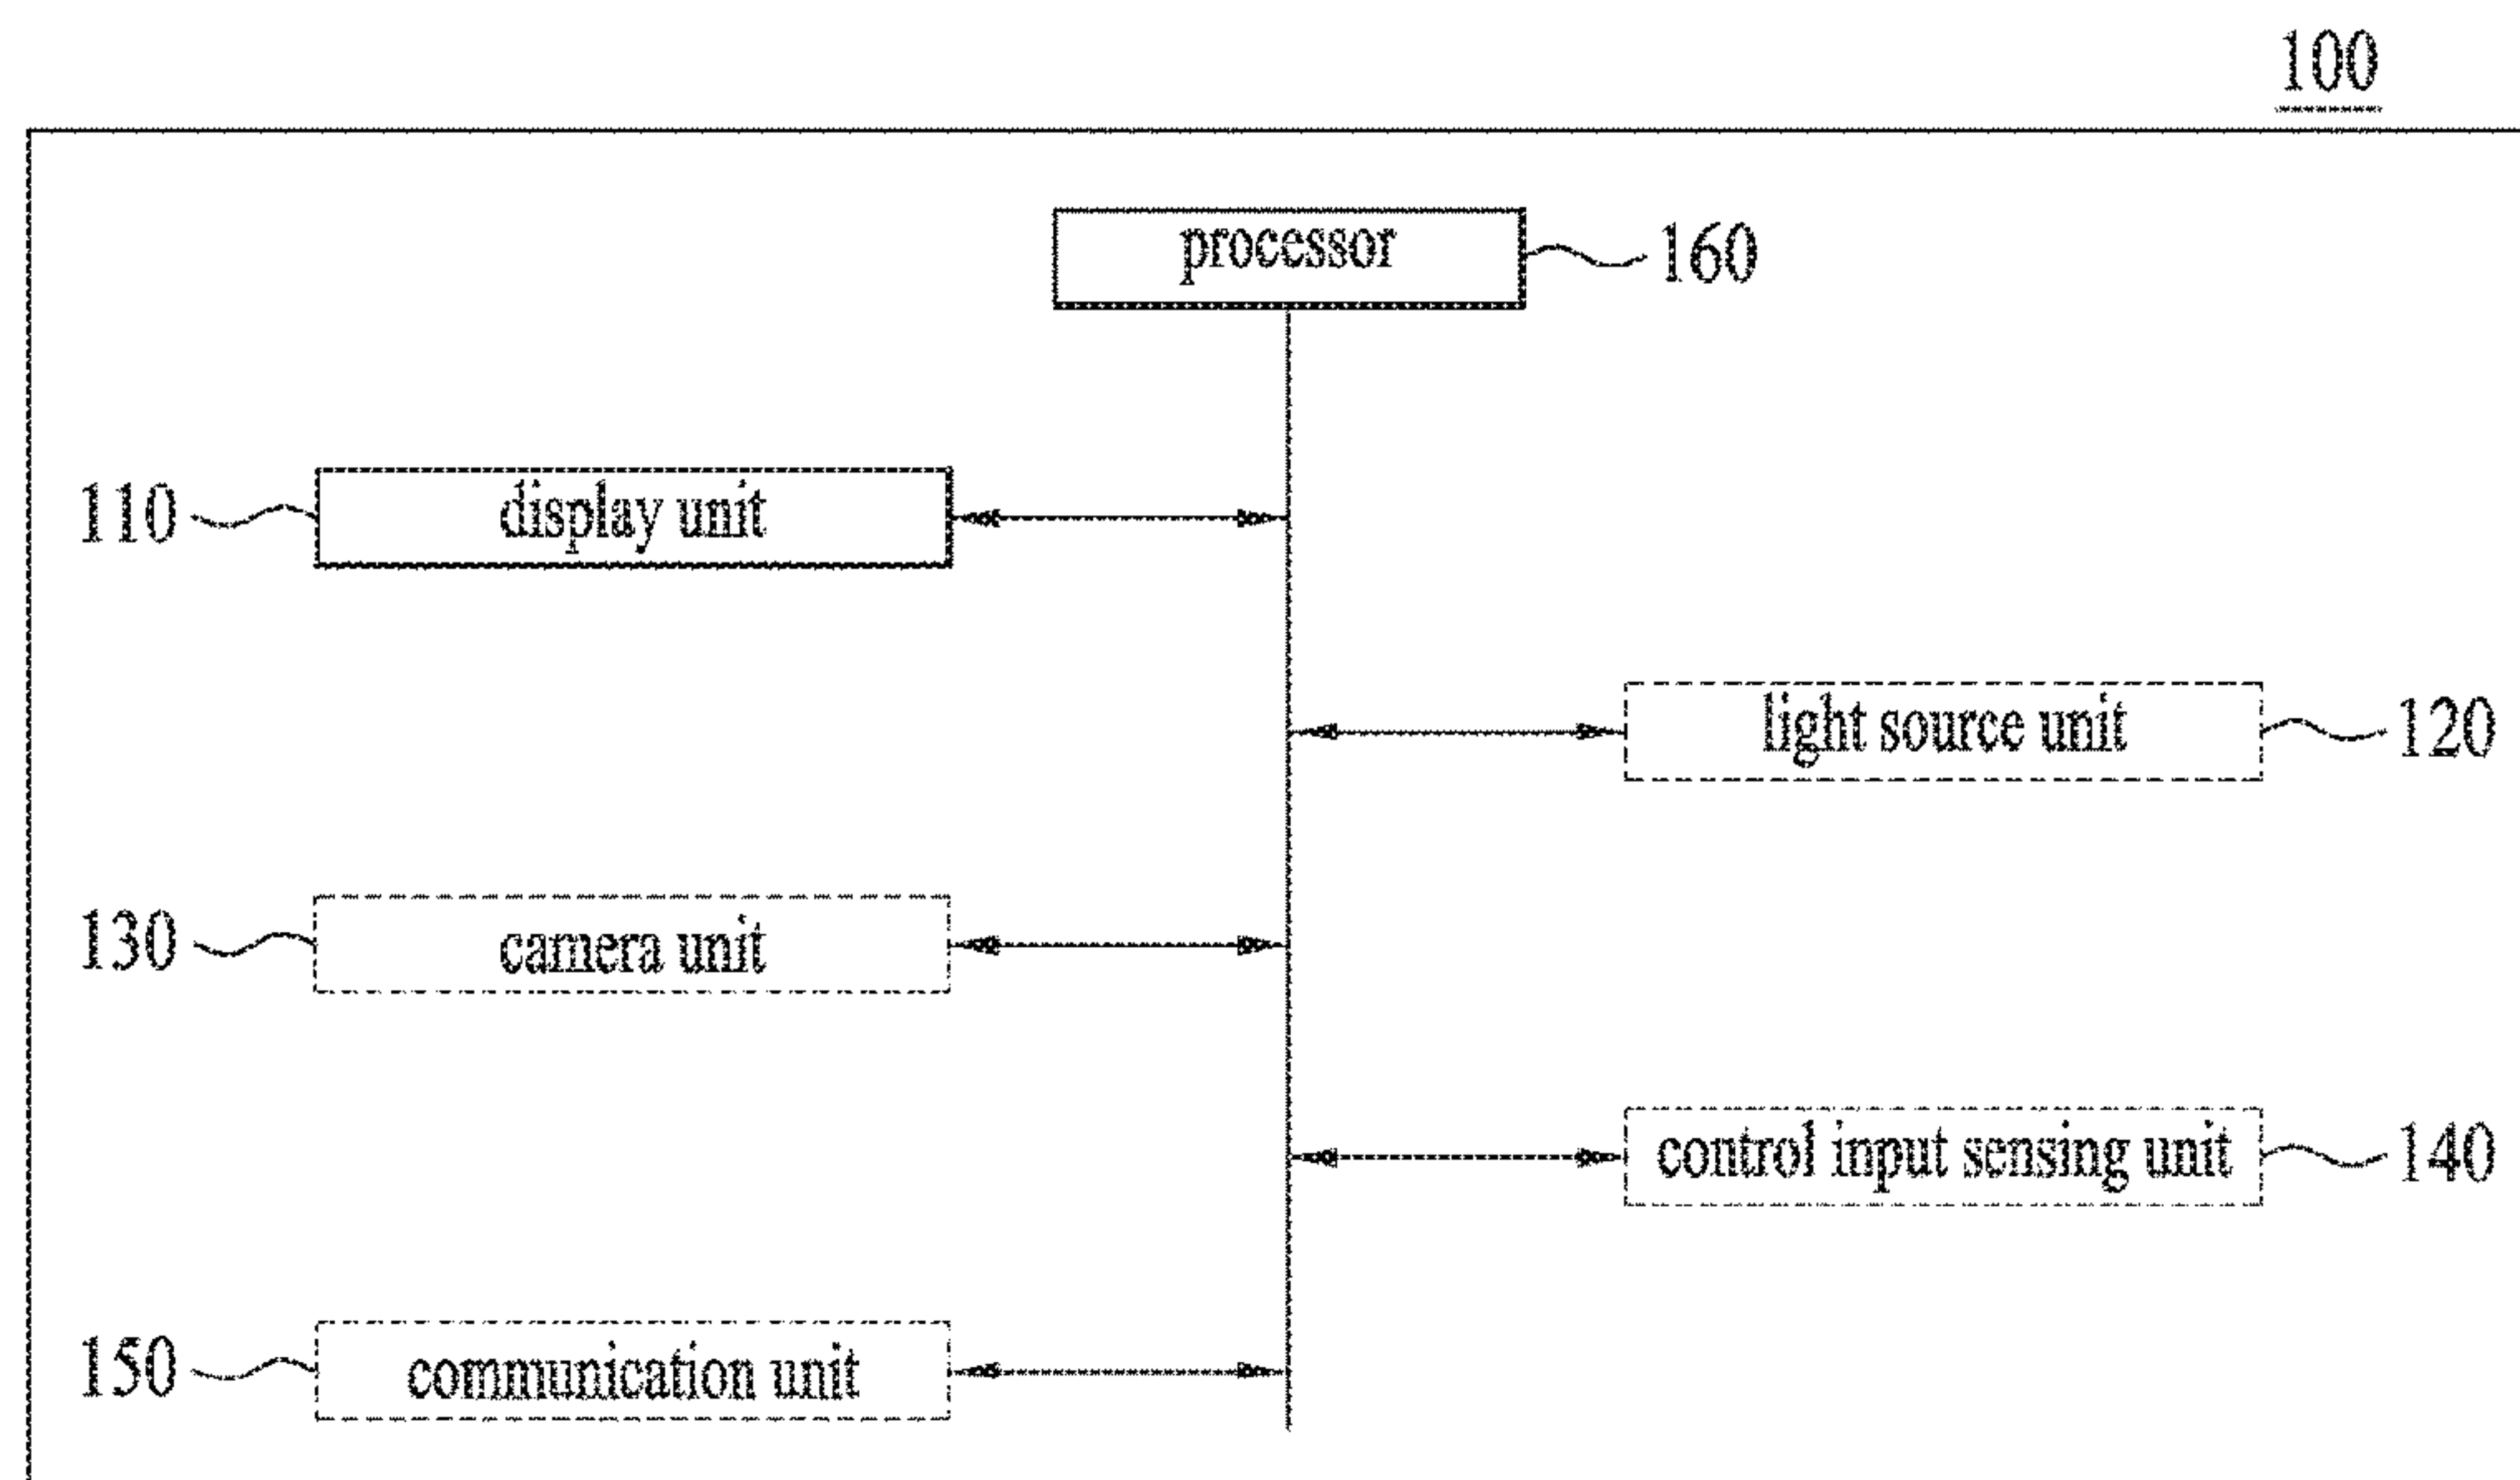 100
processor 160
110 display unit
light source unit 120
130 camera unit
control input sensing unit 140
150 communication unit